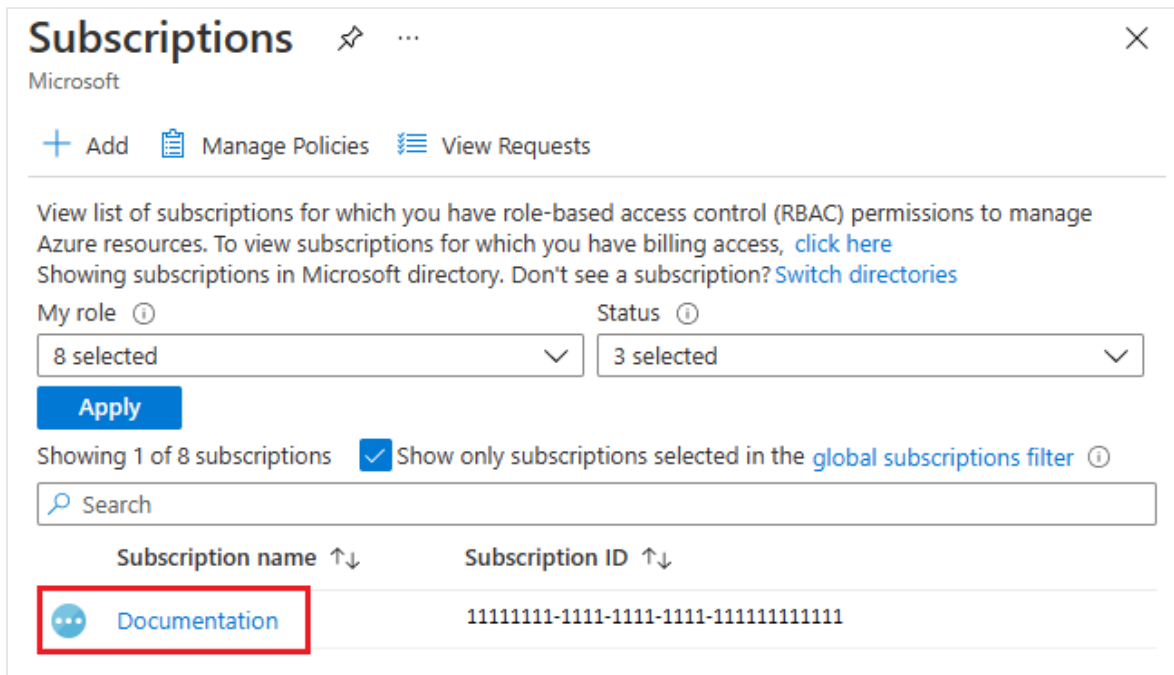 Subscriptions
Microsoft
Add Manage Policies View Requests
View list of subscriptions for which you have role-based access control (RBAC) permissions to manage
Azure resources. To view subscriptions for which you have billing access, click here
Showing subscriptions in Microsoft directory. Don't see a subscription? Switch directories
My role Status
8 selected 3 selected
Apply
Showing 1 of 8 subscriptions Show only subscriptions selected in the global subscriptions filter
Search
Subscription name ↑↓ Subscription ID ↑↓
Documentation 11111111-1111-1111-1111-111111111111